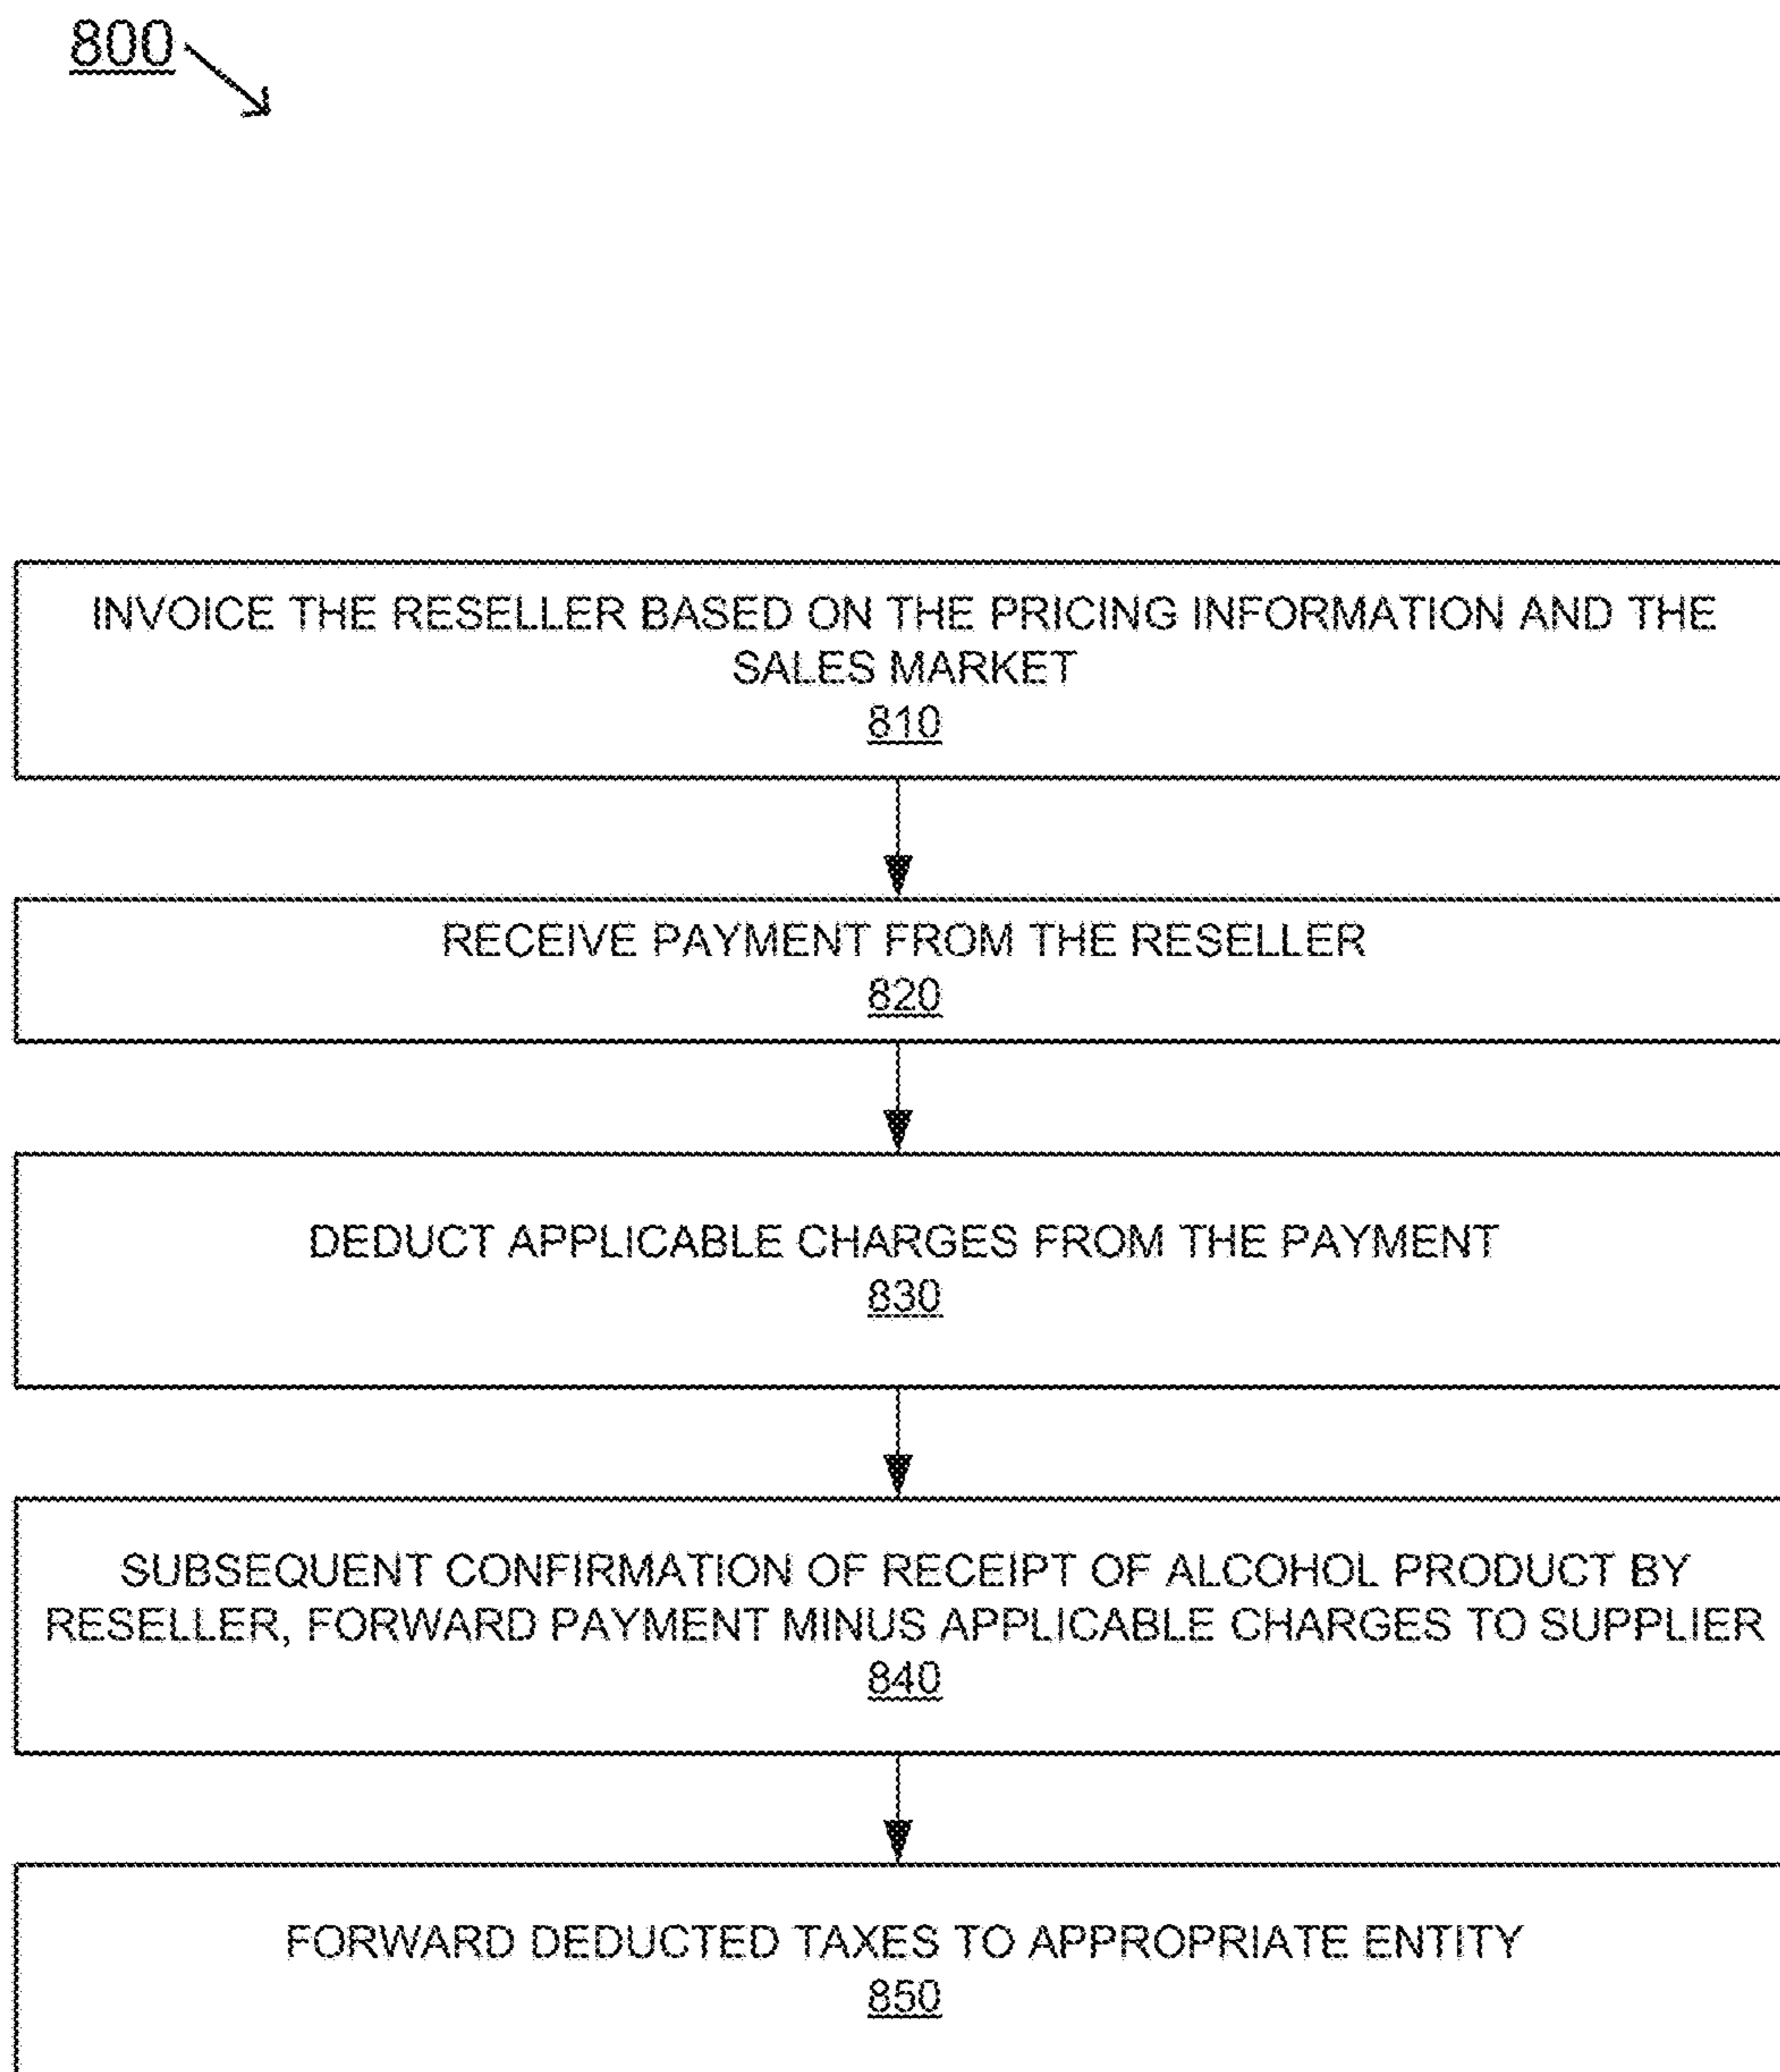 800
INVOICE THE RESELLER BASED ON THE PRICING INFORMATION AND THE
SALES MARKET
810
RECEIVE PAYMENT FROM THE RESELLER
820
DEDUCT APPLICABLE CHARGES FROM THE PAYMENT
830
SUBSEQUENT CONFIRMATION OF RECEIPT OF ALCOHOL PRODUCT BY
RESELLER, FORWARD PAYMENT MINUS APPLICABLE CHARGES TO SUPPLIER
840
FORWARD DEDUCTED TAXES TO APPROPRIATE ENTITY
850